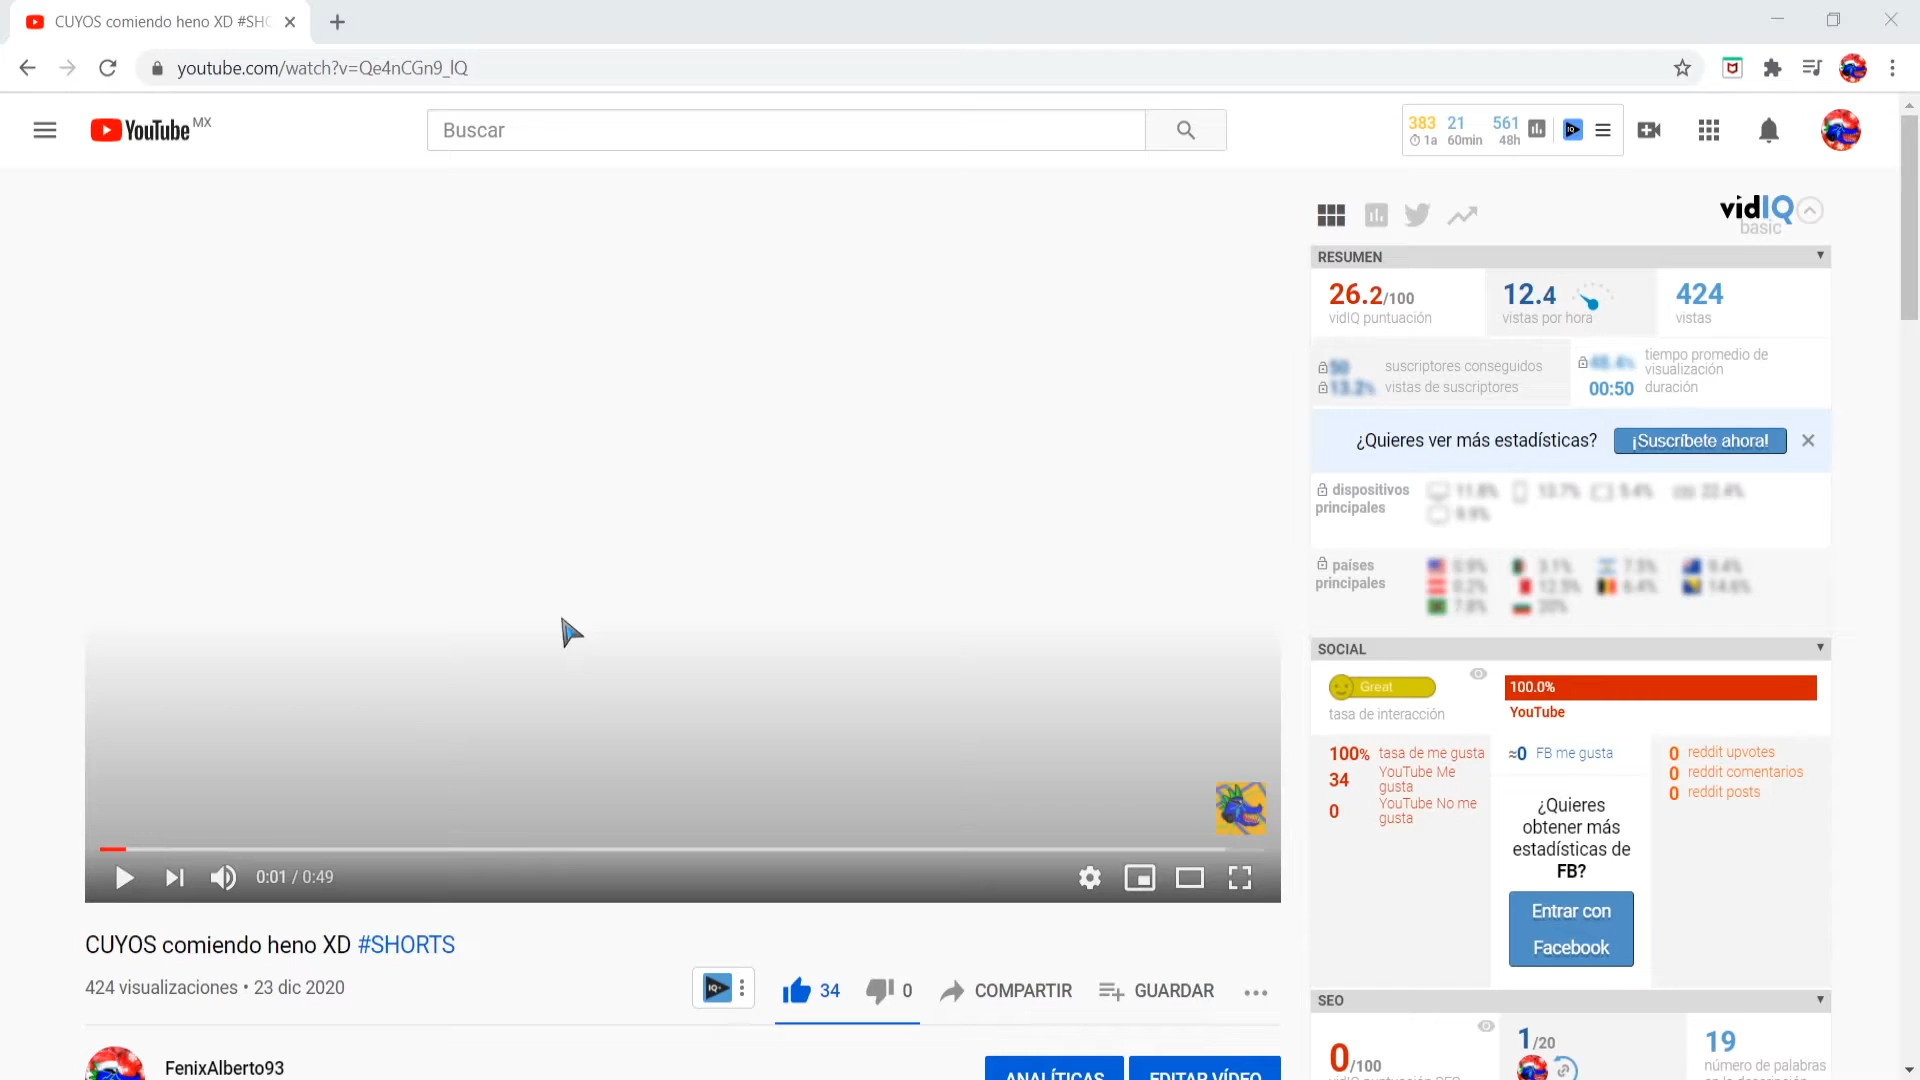 CUYOS comiendo heno XD #SHO
youtube.com/watch?v=Qe4nCGn9_lQ
YouTube MX
Buscar
383 21 561
1a 60min 48h
vidIQ
basic
RESUMEN
26.2/100
vidIQ puntuación
12.4
vistas por hora
424
vistas
suscriptores conseguidos
vistas de suscriptores
tiempo promedio de
visualización
00:50 duración
¿Quieres ver más estadísticas? ¡Suscríbete ahora!
dispositivos
principales
países
principales
SOCIAL
Great
tasa de interacción
100.0%
YouTube
100% tasa de me gusta
34 YouTube Me
gusta
0 YouTube No me
gusta
≈0 FB me gusta
¿Quieres
obtener más
estadísticas de
FB?
Entrar con
Facebook
0 reddit upvotes
0 reddit comentarios
0 reddit posts
SEO
0/100
1/20
19
número de palabras
0:01 / 0:49
CUYOS comiendo heno XD #SHORTS
424 visualizaciones • 23 dic 2020
IQ
34 0 COMPARTIR GUARDAR
FenixAlberto93
ANALÍTICAS EDITAR VÍDEO